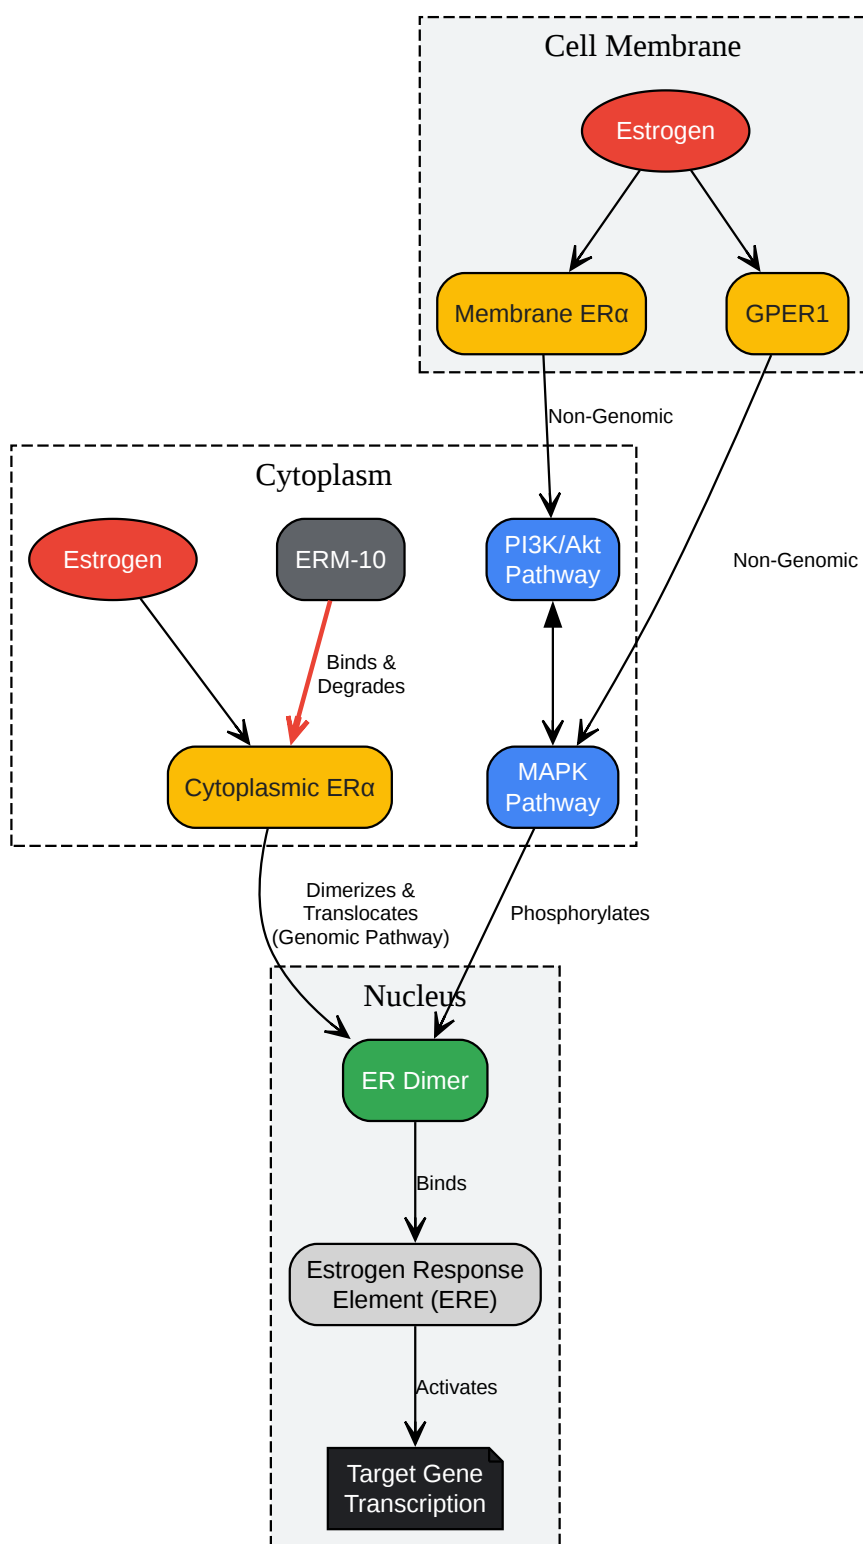 Cell Membrane
Estrogen
Membrane ERα
GPER1
Non-Genomic
Non-Genomic
Cytoplasm
Estrogen
ERM-10
PI3K/Akt
Pathway
Binds &
Degrades
Cytoplasmic ERα
MAPK
Pathway
Dimerizes &
Translocates
(Genomic Pathway)
Phosphorylates
Nucleus
ER Dimer
Binds
Estrogen Response
Element (ERE)
Activates
Target Gene
Transcription